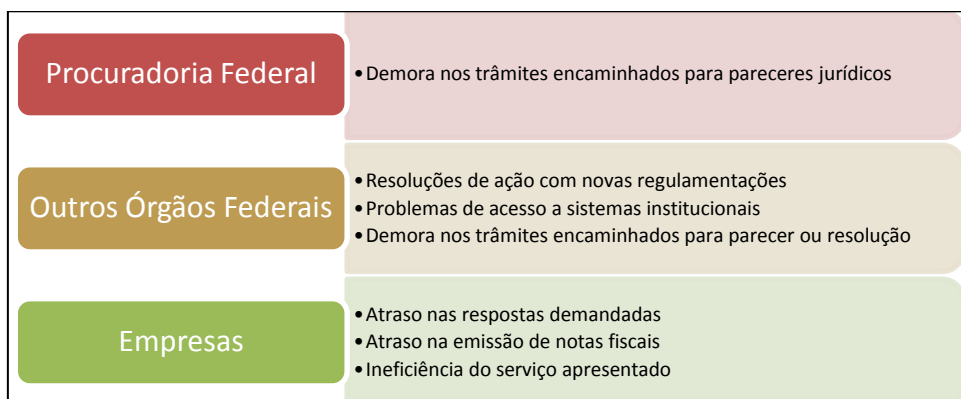 Procuradoria Federal
•Demora nos trâmites encaminhados para pareceres jurídicos
Outros Órgãos Federais
•Resoluções de ação com novas regulamentações
•Problemas de acesso a sistemas institucionais
•Demora nos trâmites encaminhados para parecer ou resolução
Empresas
•Atraso nas respostas demandadas
•Atraso na emissão de notas fiscais
•Ineficiência do serviço apresentado